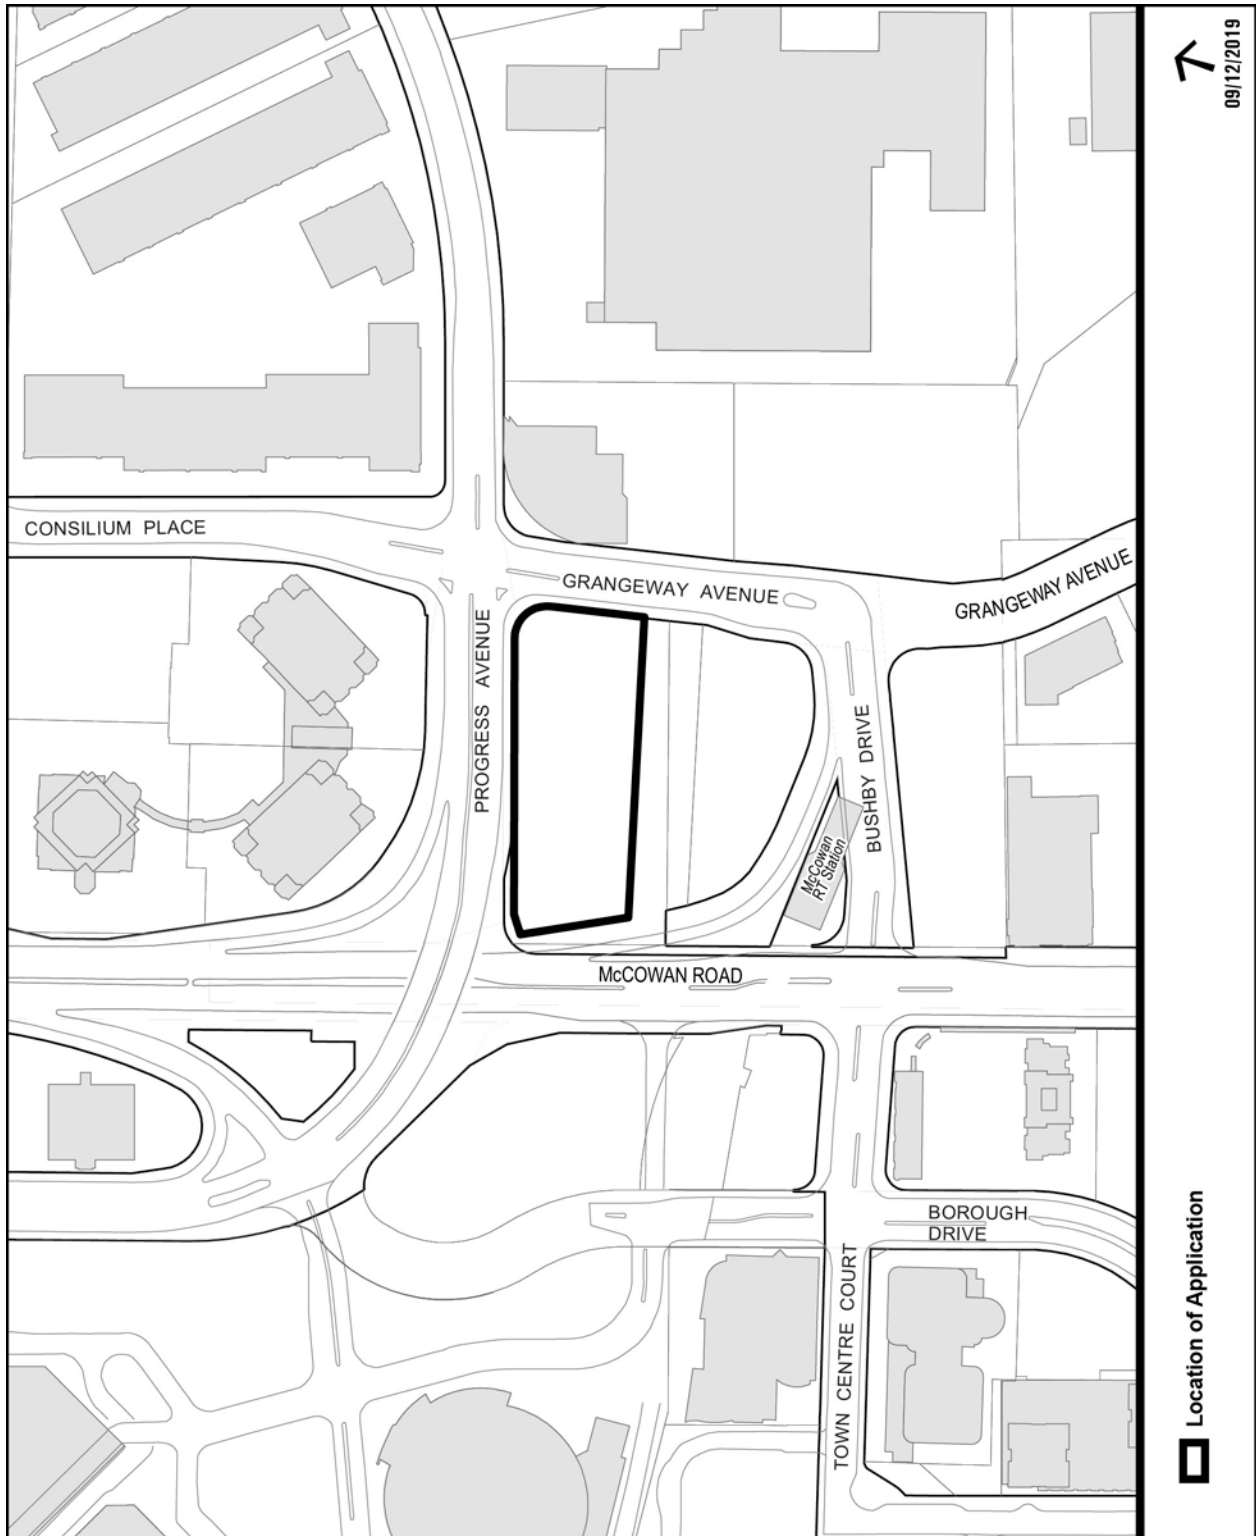 09/12/2019
CONSILIUM PLACE
GRANGEWAY AVENUE
GRANGEWAY AVENUE
PROGRESS AVENUE
BUSHBY DRIVE
McCowan
RT Station
McCOWAN ROAD
BOROUGH
DRIVE
TOWN CENTRE COURT
Location of Application